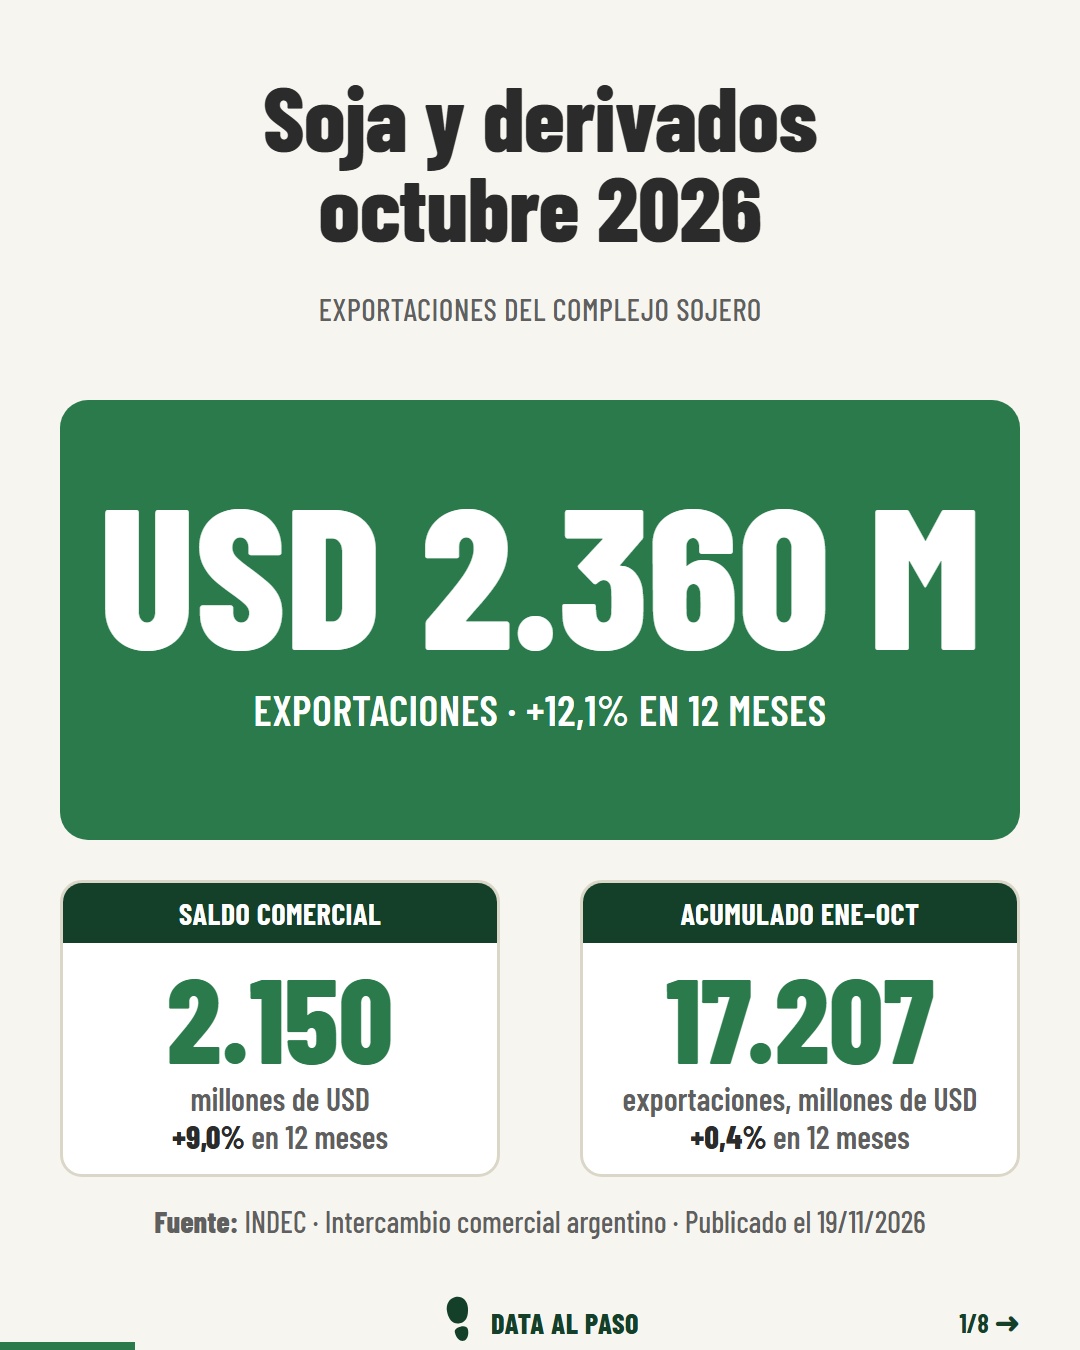 Soja y derivados
octubre 2026
EXPORTACIONES DEL COMPLEJO SOJERO
USD 2.360 M
EXPORTACIONES · +12,1% EN 12 MESES
SALDO COMERCIAL
2.150
millones de USD
+9,0% en 12 meses
ACUMULADO ENE-OCT
17.207
exportaciones, millones de USD
+0,4% en 12 meses
Fuente: INDEC · Intercambio comercial argentino · Publicado el 19/11/2026
DATA AL PASO
1/8 →